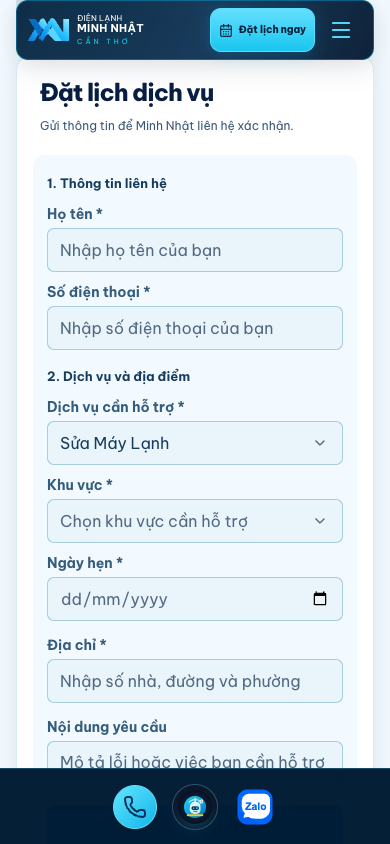 ĐIỆN LẠNH
MINH NHẬT
CẦN THƠ
Đặt lịch ngay
Đặt lịch dịch vụ
Gửi thông tin để Minh Nhật liên hệ xác nhận.
1. Thông tin liên hệ
Họ tên *
Nhập họ tên của bạn
Số điện thoại *
Nhập số điện thoại của bạn
2. Dịch vụ và địa điểm
Dịch vụ cần hỗ trợ *
Sửa Máy Lạnh
Khu vực *
Chọn khu vực cần hỗ trợ
Ngày hẹn *
dd/mm/yyyy
Địa chỉ *
Nhập số nhà, đường và phường
Nội dung yêu cầu
Mô tả lỗi hoặc việc bạn cần hỗ trợ
Zalo